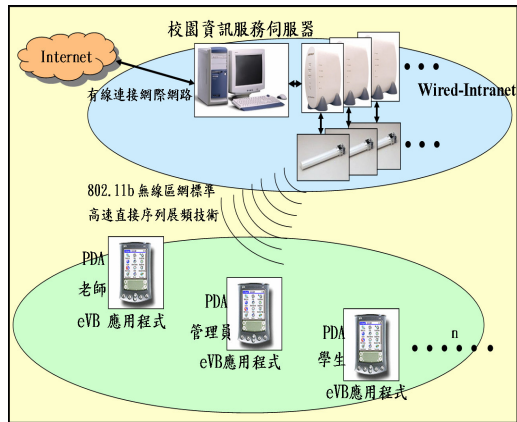 校園資訊服務伺服器
Internet
有線連接網際網路
Wired-Intranet
802.11b 無線區網標準
高速直接序列展頻技術
PDA
老師
eVB 應用程式
PDA
管理員
eVB應用程式
PDA
學生
eVB應用程式
n